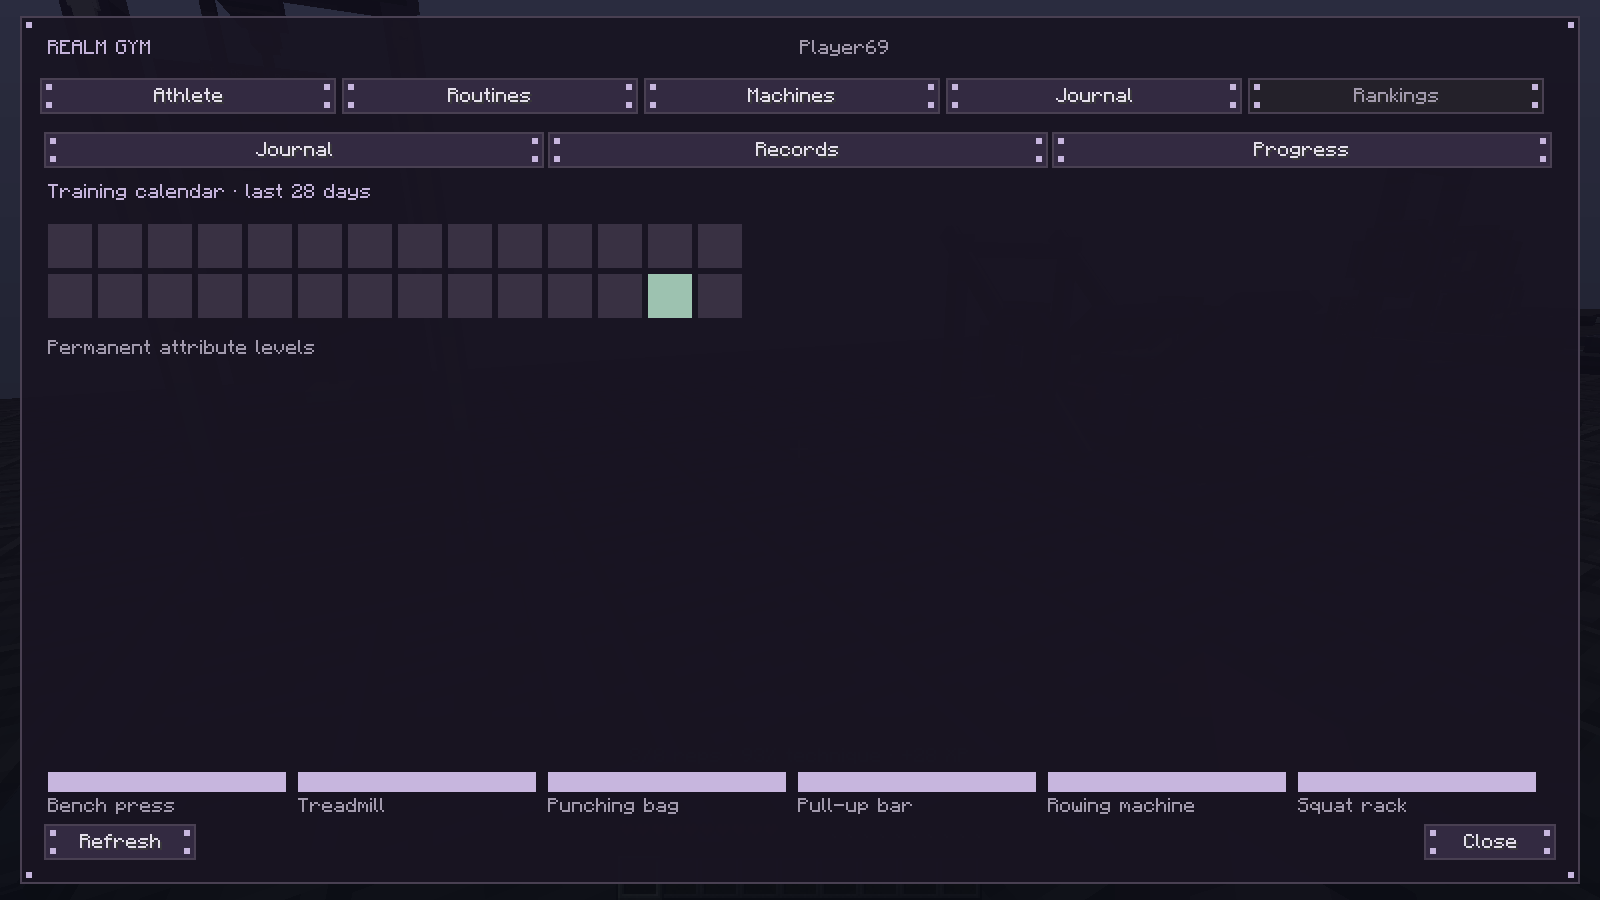 REALM GYM
Player69
Athlete
Routines
Machines
Journal
Rankings
Journal
Records
Progress
Training calendar · last 28 days
Permanent attribute levels
Bench press
Treadmill
Punching bag
Pull-up bar
Rowing machine
Squat rack
Refresh
Close